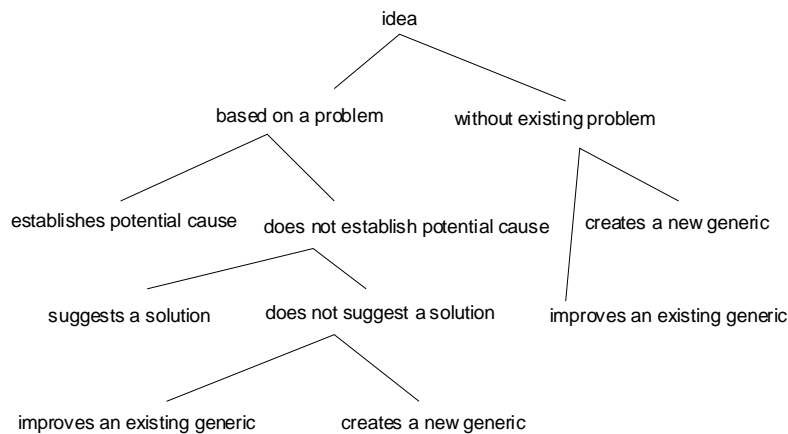 idea
based on a problem
without existing problem
establishes potential cause
does not establish potential cause
creates a new generic
suggests a solution
does not suggest a solution
improves an existing generic
improves an existing generic
creates a new generic